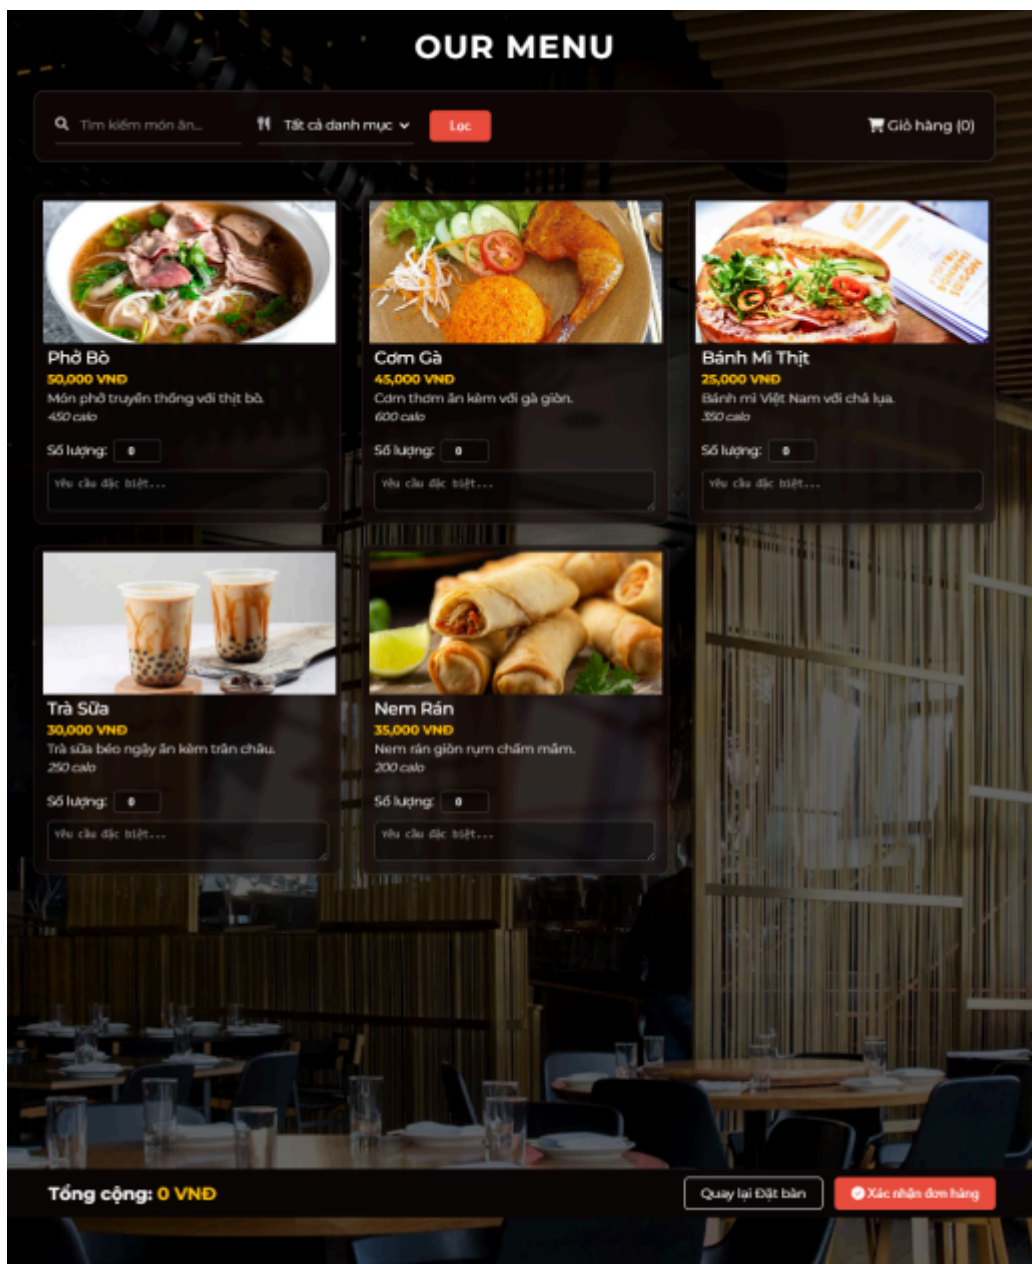 OUR MENU
Tìm kiếm món ăn...
Tất cả danh mục
Lọc
Giỏ hàng (0)
Phở Bò
50,000 VNĐ
Món phở truyền thống với thịt bò.
450 calo
Số lượng: 0
Yêu cầu đặc biệt...
Cơm Gà
45,000 VNĐ
Cơm thơm ăn kèm với gà giòn.
600 calo
Số lượng: 0
Yêu cầu đặc biệt...
Bánh Mì Thịt
25,000 VNĐ
Bánh mì Việt Nam với chả lụa.
350 calo
Số lượng: 0
Yêu cầu đặc biệt...
Trà Sữa
30,000 VNĐ
Trà sữa béo ngậy ăn kèm trân châu.
250 calo
Số lượng: 0
Yêu cầu đặc biệt...
Nem Rán
35,000 VNĐ
Nem rán giòn rụm chấm mắm.
200 calo
Số lượng: 0
Yêu cầu đặc biệt...
Tổng cộng: 0 VNĐ
Quay lại Đặt bàn
Xác nhận đơn hàng